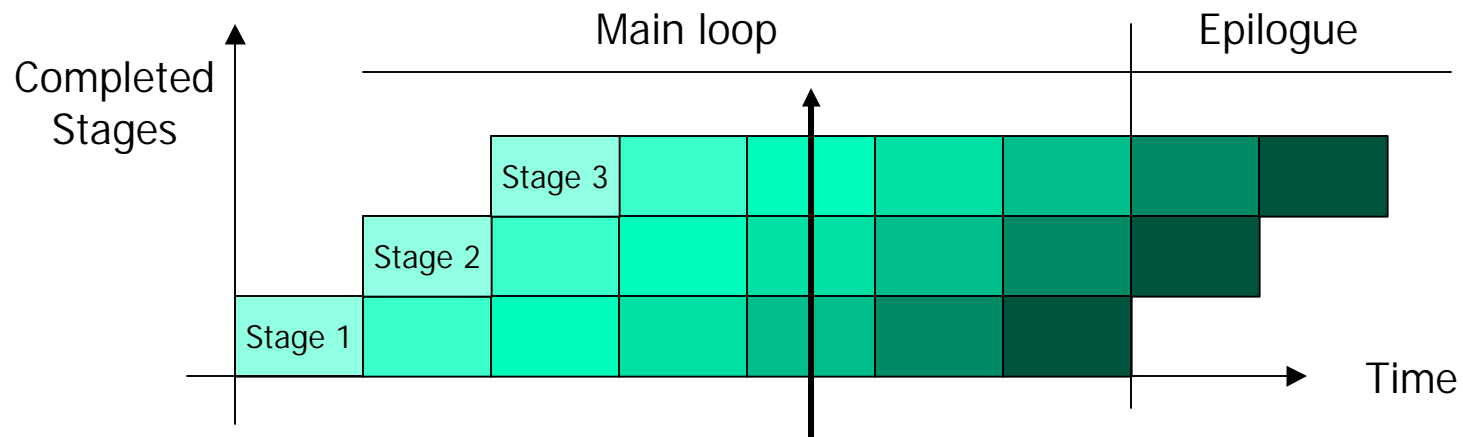 Main loop
Epilogue
Completed
Stages
Stage 3
Stage 2
Stage 1
Time